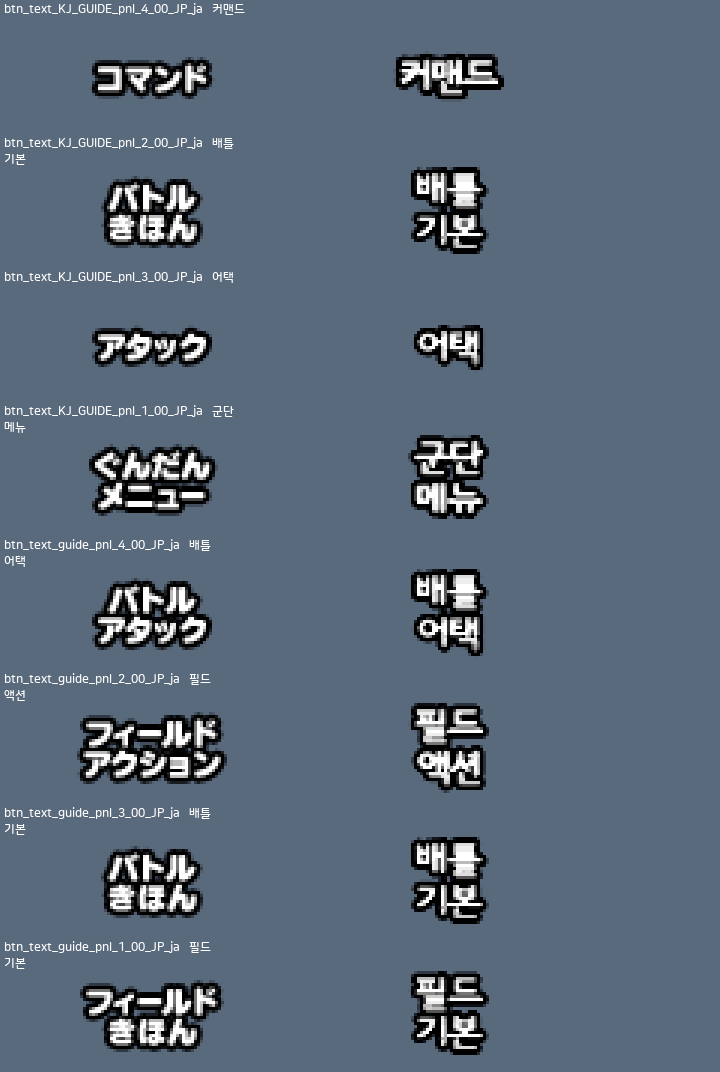 btn_text_KJ_GUIDE_pnl_4_00_JP_ja 커맨드
コマンド 커맨드
btn_text_KJ_GUIDE_pnl_2_00_JP_ja 배틀
기본
バトル 배틀
きほん 기본
btn_text_KJ_GUIDE_pnl_3_00_JP_ja 어택
アタック 어택
btn_text_KJ_GUIDE_pnl_1_00_JP_ja 군단
메뉴
ぐんだん 군단
メニュー 메뉴
btn_text_guide_pnl_4_00_JP_ja 배틀
어택
バトル 배틀
アタック 어택
btn_text_guide_pnl_2_00_JP_ja 필드
액션
フィールド 필드
アクション 액션
btn_text_guide_pnl_3_00_JP_ja 배틀
기본
バトル 배틀
きほん 기본
btn_text_guide_pnl_1_00_JP_ja 필드
기본
フィールド 필드
きほん 기본